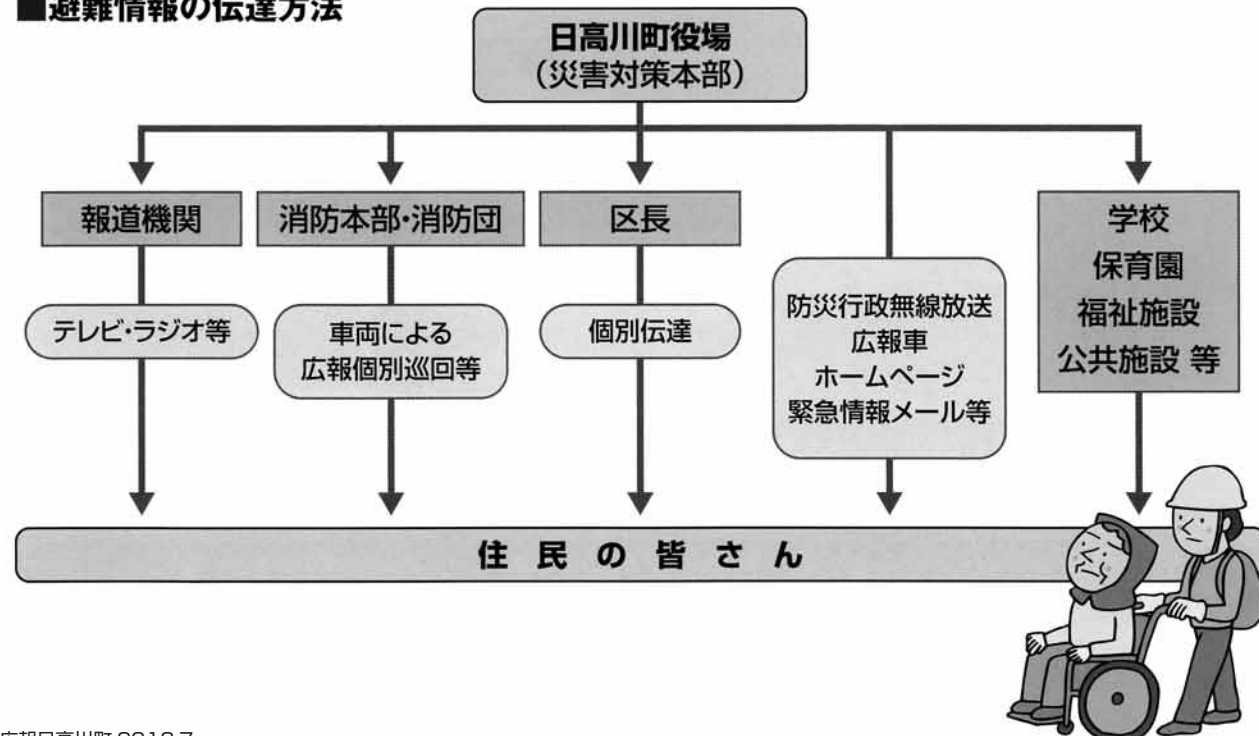 ■避難情報の伝達方法
日高川町役場
（災害対策本部）
報道機関
消防本部・消防団
区長
学校
保育園
福祉施設
公共施設 等
テレビ・ラジオ等
車両による
広報個別巡回等
個別伝達
防災行政無線放送
広報車
ホームページ
緊急情報メール等
住民の皆さん